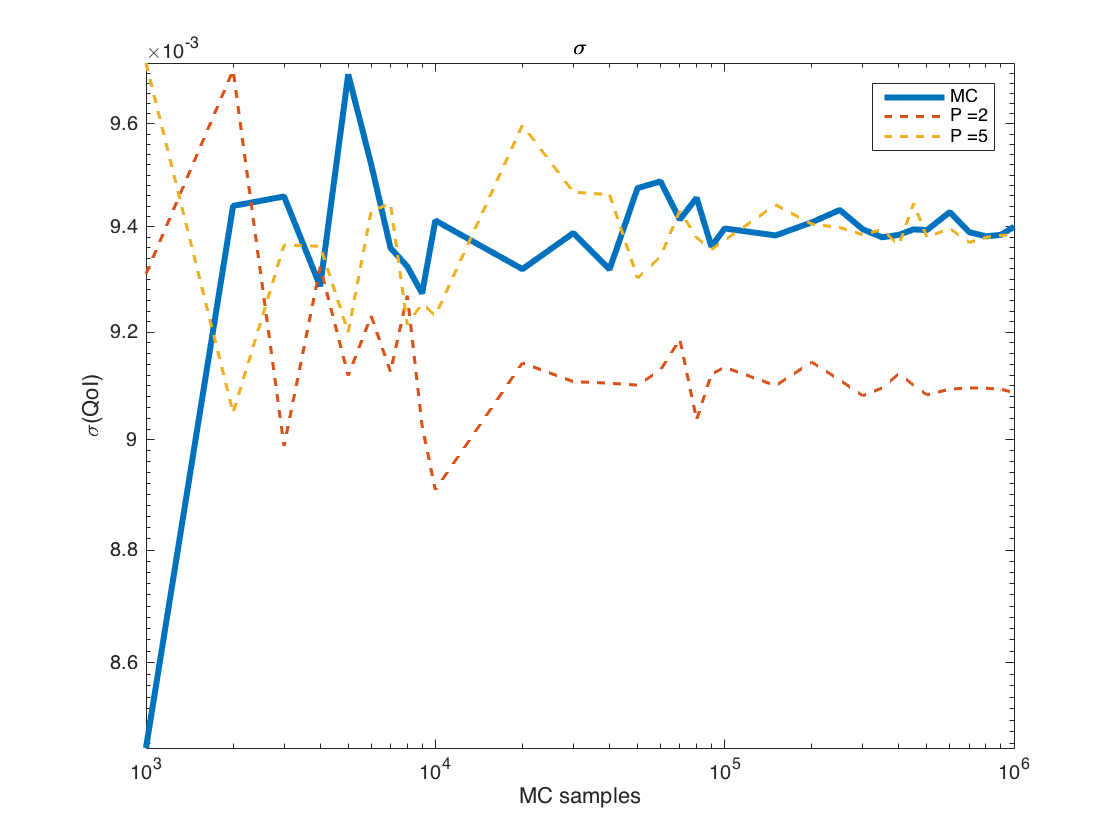 σ
×10⁻³
MC
P =2
P =5
9.6
9.4
9.2
9
8.8
8.6
σ(QoI)
10³
10⁴
10⁵
10⁶
MC samples